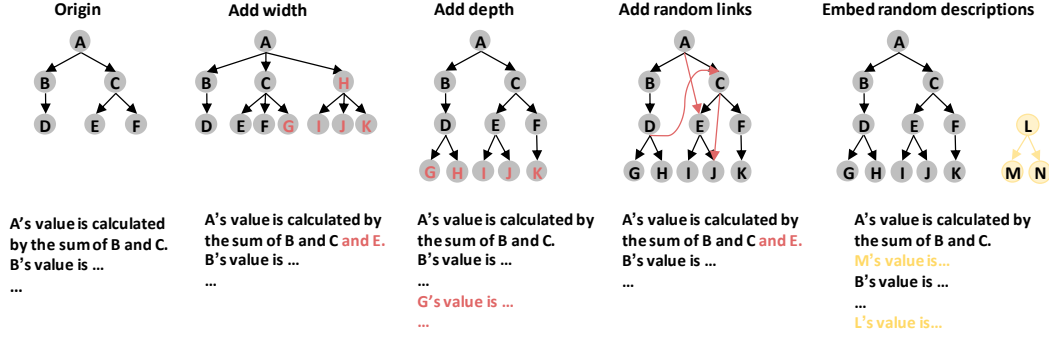 Origin
Add width
Add depth
Add random links
Embed random descriptions
A
B C
D E F
A
B C H
D E F G I J K
A
B C
D E F
G H I J K
A
B C
D E F
G H I J K
A
B C
D E F L
G H I J K M N
A's value is calculated
by the sum of B and C.
B's value is ...
...
A's value is calculated by
the sum of B and C and E.
B's value is ...
...
A's value is calculated by
the sum of B and C.
B's value is ...
...
G's value is ...
...
A's value is calculated by
the sum of B and C and E.
B's value is ...
...
A's value is calculated by
the sum of B and C.
M's value is...
B's value is ...
...
L's value is...